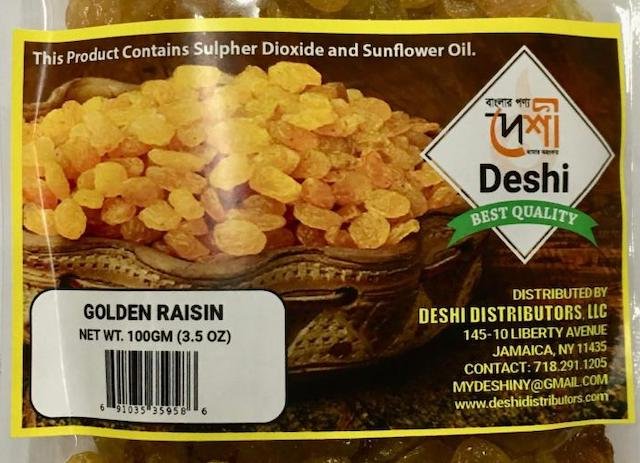 This Product Contains Sulpher Dioxide and Sunflower Oil.
বাংলার পণ্য
দেশী
আমার অহংকার
Deshi
BEST QUALITY
GOLDEN RAISIN
NET WT. 100GM (3.5 OZ)
6 91035 35958 6
DISTRIBUTED BY
DESHI DISTRIBUTORS, LLC
145-10 LIBERTY AVENUE
JAMAICA, NY 11435
CONTACT: 718.291.1205
MYDESHINY@GMAIL.COM
www.deshidistributors.com